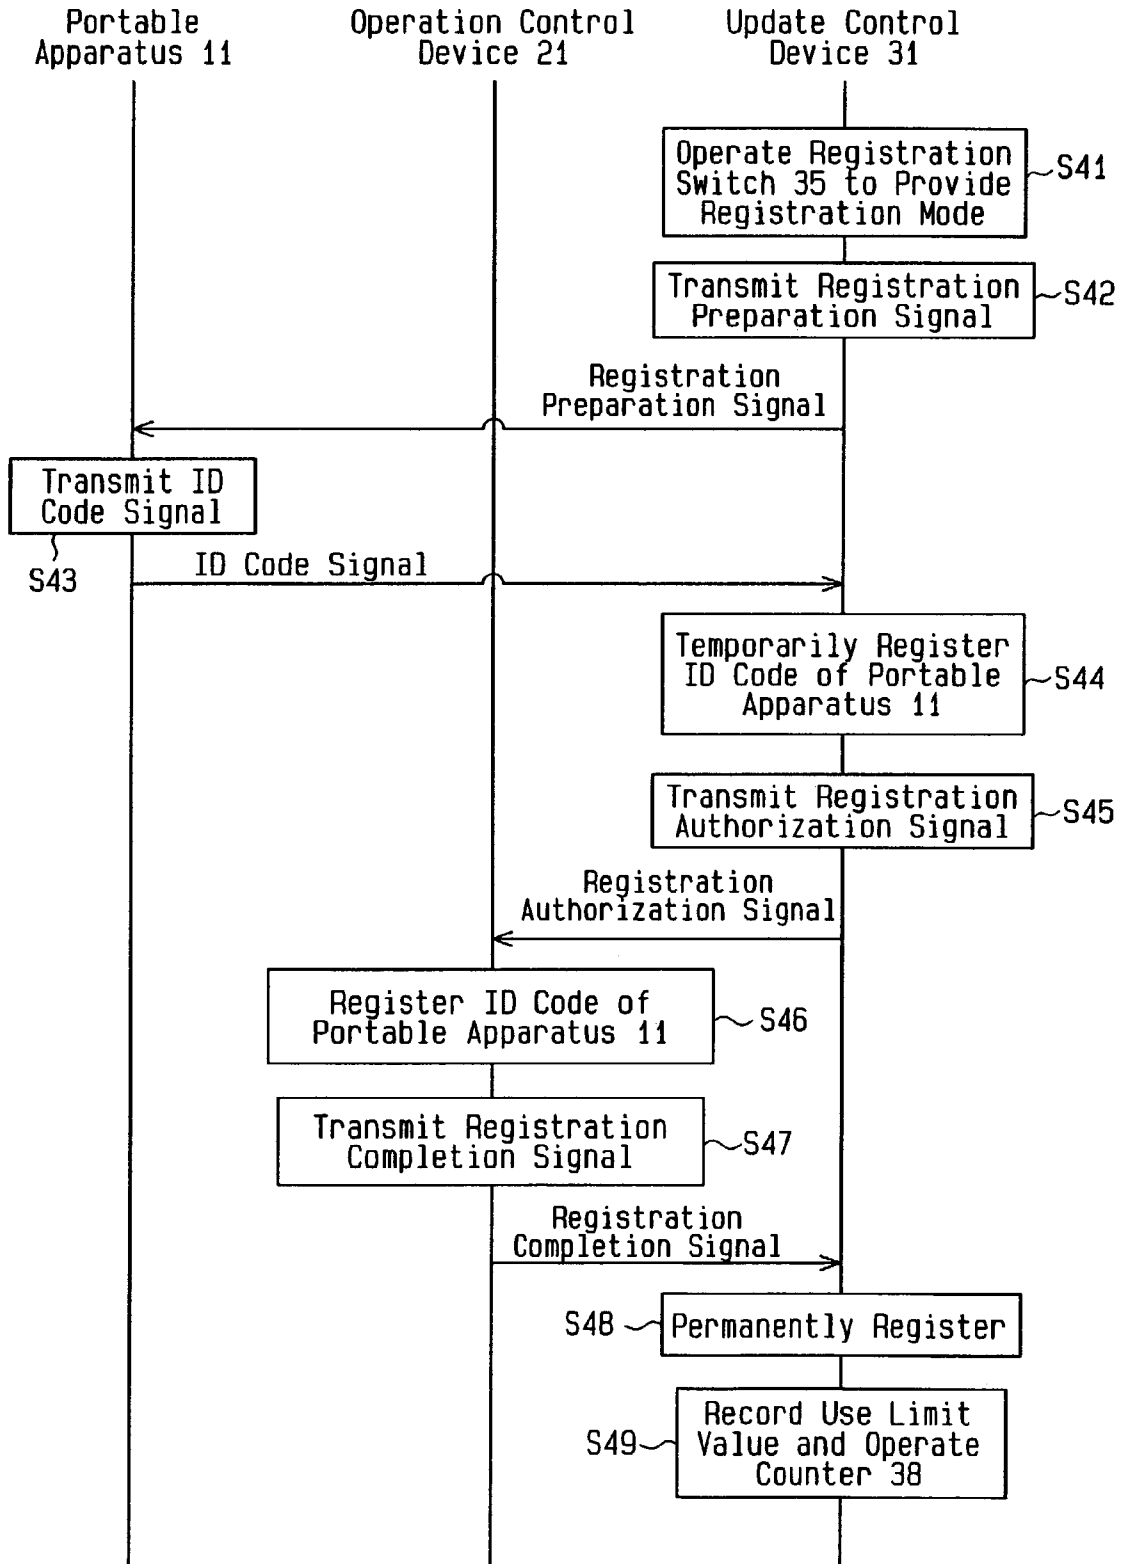 Portable
Apparatus 11
Operation Control
Device 21
Update Control
Device 31
Operate Registration
Switch 35 to Provide
Registration Mode
S41
Transmit Registration
Preparation Signal
S42
Registration
Preparation Signal
Transmit ID
Code Signal
S43
ID Code Signal
Temporarily Register
ID Code of Portable
Apparatus 11
S44
Transmit Registration
Authorization Signal
S45
Registration
Authorization Signal
Register ID Code of
Portable Apparatus 11
S46
Transmit Registration
Completion Signal
S47
Registration
Completion Signal
S48
Permanently Register
Record Use Limit
Value and Operate
Counter 38
S49